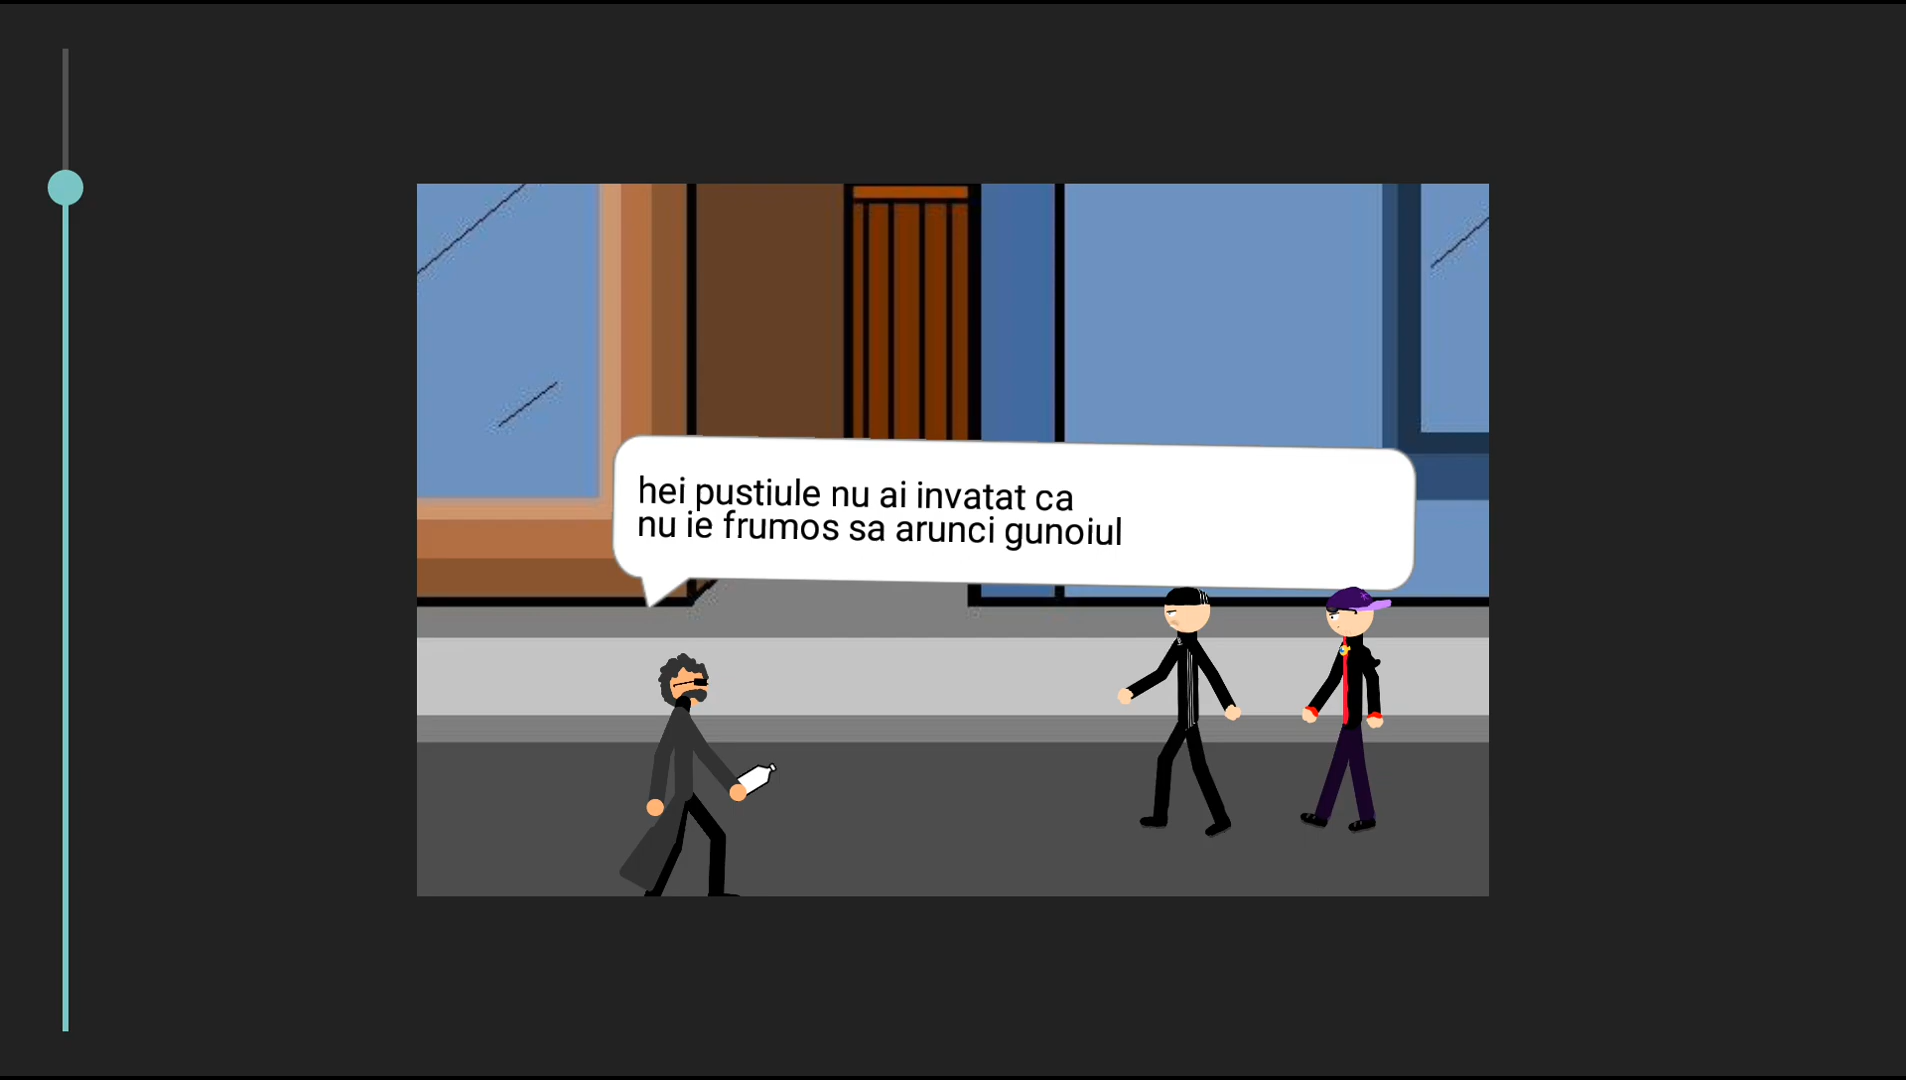 hei pustiule nu ai invatat ca
nu ie frumos sa arunci gunoiul